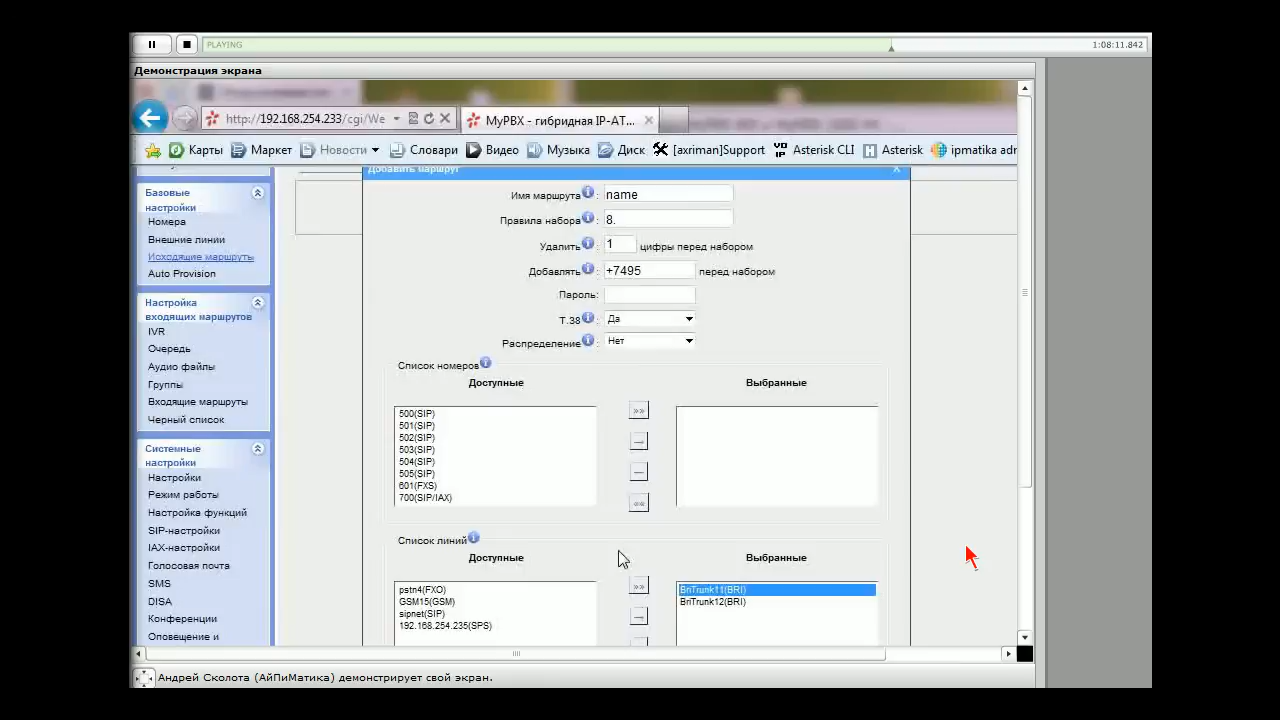 PLAYING
1:08:11.842
Демонстрация экрана
http://192.168.254.233/cgi/We
MyPBX - гибридная IP-АТ...
Карты
Маркет
Новости
Словари
Видео
Музыка
Диск
[axriman]Support
Asterisk CLI
Asterisk
ipmatika adm
Добавить маршрут
X
Базовые
настройки
Номера
Внешние линии
Исходящие маршруты
Auto Provision
Настройка
входящих маршрутов
IVR
Очередь
Аудио файлы
Группы
Входящие маршруты
Черный список
Системные
настройки
Настройки
Режим работы
Настройка функций
SIP-настройки
IAX-настройки
Голосовая почта
SMS
DISA
Конференции
Оповещение и
Имя маршрута : name
Правила набора : 8.
Удалить : 1 цифры перед набором
Добавлять : +7495 перед набором
Пароль:
T.38 : Да
Распределение : Нет
Список номеров
Доступные
Выбранные
500(SIP)
501(SIP)
502(SIP)
503(SIP)
504(SIP)
505(SIP)
601(FXS)
700(SIP/IAX)
Список линий
Доступные
Выбранные
pstn4(FXO)
GSM15(GSM)
sipnet(SIP)
192.168.254.235(SPS)
BriTrunk11(BRI)
BriTrunk12(BRI)
Андрей Сколота (АйПиМатика) демонстрирует свой экран.